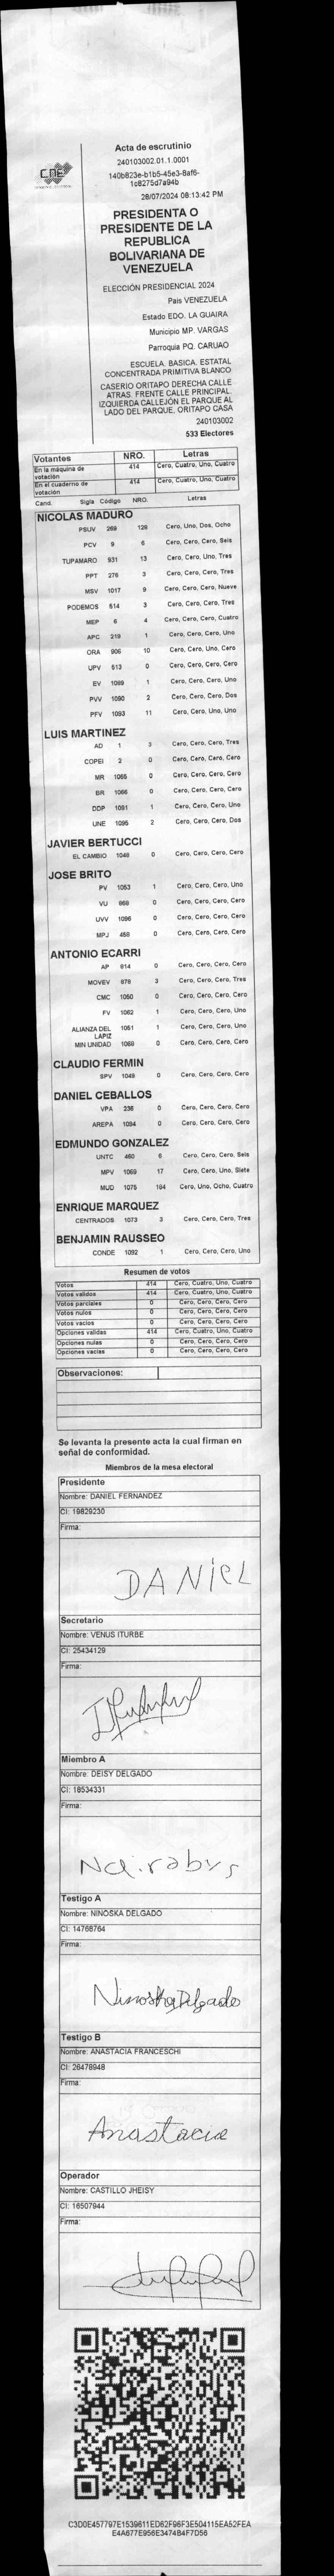 CNE
Acta de escrutinio
240103002.01.1.0001
140b823e-b1b5-45e3-8af6-
1c8275d7a94b
28/07/2024 08:13:42 PM
PRESIDENTA O
PRESIDENTE DE LA
REPUBLICA
BOLIVARIANA DE
VENEZUELA
ELECCIÓN PRESIDENCIAL 2024
Pais VENEZUELA
Estado EDO. LA GUAIRA
Municipio MP. VARGAS
Parroquia PQ. CARUAO
ESCUELA. BASICA. ESTATAL
CONCENTRADA PRIMITIVA BLANCO
CASERIO ORITAPO DERECHA CALLE
ATRAS. FRENTE CALLE PRINCIPAL.
IZQUIERDA CALLEJÓN EL PARQUE AL
LADO DEL PARQUE. ORITAPO CASA
240103002
533 Electores
Votantes NRO. Letras
En la máquina de votación 414 Cero, Cuatro, Uno, Cuatro
En el cuaderno de votación 414 Cero, Cuatro, Uno, Cuatro
Cand. Sigla Código NRO. Letras
NICOLAS MADURO
PSUV 269 128 Cero, Uno, Dos, Ocho
PCV 9 6 Cero, Cero, Cero, Seis
TUPAMARO 931 13 Cero, Cero, Uno, Tres
PPT 276 3 Cero, Cero, Cero, Tres
MSV 1017 9 Cero, Cero, Cero, Nueve
PODEMOS 514 3 Cero, Cero, Cero, Tres
MEP 6 4 Cero, Cero, Cero, Cuatro
APC 219 1 Cero, Cero, Cero, Uno
ORA 906 10 Cero, Cero, Uno, Cero
UPV 513 0 Cero, Cero, Cero, Cero
EV 1089 1 Cero, Cero, Cero, Uno
PVV 1090 2 Cero, Cero, Cero, Dos
PFV 1093 11 Cero, Cero, Uno, Uno
LUIS MARTINEZ
AD 1 3 Cero, Cero, Cero, Tres
COPEI 2 0 Cero, Cero, Cero, Cero
MR 1065 0 Cero, Cero, Cero, Cero
BR 1066 0 Cero, Cero, Cero, Cero
DDP 1091 1 Cero, Cero, Cero, Uno
UNE 1095 2 Cero, Cero, Cero, Dos
JAVIER BERTUCCI
EL CAMBIO 1048 0 Cero, Cero, Cero, Cero
JOSE BRITO
PV 1053 1 Cero, Cero, Cero, Uno
VU 868 0 Cero, Cero, Cero, Cero
UVV 1096 0 Cero, Cero, Cero, Cero
MPJ 458 0 Cero, Cero, Cero, Cero
ANTONIO ECARRI
AP 814 0 Cero, Cero, Cero, Cero
MOVEV 879 3 Cero, Cero, Cero, Tres
CMC 1050 0 Cero, Cero, Cero, Cero
FV 1062 1 Cero, Cero, Cero, Uno
ALIANZA DEL LAPIZ 1051 1 Cero, Cero, Cero, Uno
MIN UNIDAD 1068 0 Cero, Cero, Cero, Cero
CLAUDIO FERMIN
SPV 1049 0 Cero, Cero, Cero, Cero
DANIEL CEBALLOS
VPA 236 0 Cero, Cero, Cero, Cero
AREPA 1094 0 Cero, Cero, Cero, Cero
EDMUNDO GONZALEZ
UNTC 460 6 Cero, Cero, Cero, Seis
MPV 1069 17 Cero, Cero, Uno, Siete
MUD 1075 184 Cero, Uno, Ocho, Cuatro
ENRIQUE MARQUEZ
CENTRADOS 1073 3 Cero, Cero, Cero, Tres
BENJAMIN RAUSSEO
CONDE 1092 1 Cero, Cero, Cero, Uno
Resumen de votos
Votos 414 Cero, Cuatro, Uno, Cuatro
Votos validos 414 Cero, Cuatro, Uno, Cuatro
Votos parciales 0 Cero, Cero, Cero, Cero
Votos nulos 0 Cero, Cero, Cero, Cero
Votos vacios 0 Cero, Cero, Cero, Cero
Opciones validas 414 Cero, Cuatro, Uno, Cuatro
Opciones nulas 0 Cero, Cero, Cero, Cero
Opciones vacias 0 Cero, Cero, Cero, Cero
Observaciones:
Se levanta la presente acta la cual firman en
señal de conformidad.
Miembros de la mesa electoral
Presidente
Nombre: DANIEL FERNANDEZ
CI: 19829230
Firma:
DANIEL
Secretario
Nombre: VENUS ITURBE
CI: 25434129
Firma:
Miembro A
Nombre: DEISY DELGADO
CI: 18534331
Firma:
Nairobys
Testigo A
Nombre: NINOSKA DELGADO
CI: 14768764
Firma:
Ninoska Delgado
Testigo B
Nombre: ANASTACIA FRANCESCHI
CI: 26478948
Firma:
Anastacia
Operador
Nombre: CASTILLO JHEISY
CI: 16507944
Firma:
C3D0E457797E1539611ED62F96F3E504115EA52FEA
E4A677E956E3474B4F7D56